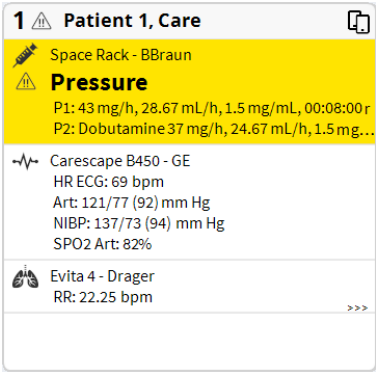 1 Patient 1, Care
Space Rack - BBraun
Pressure
P1: 43 mg/h, 28.67 mL/h, 1.5 mg/mL, 00:08:00 r
P2: Dobutamine 37 mg/h, 24.67 mL/h, 1.5 mg...
Carescape B450 - GE
HR ECG: 69 bpm
Art: 121/77 (92) mm Hg
NIBP: 137/73 (94) mm Hg
SPO2 Art: 82%
Evita 4 - Drager
RR: 22.25 bpm
>>>